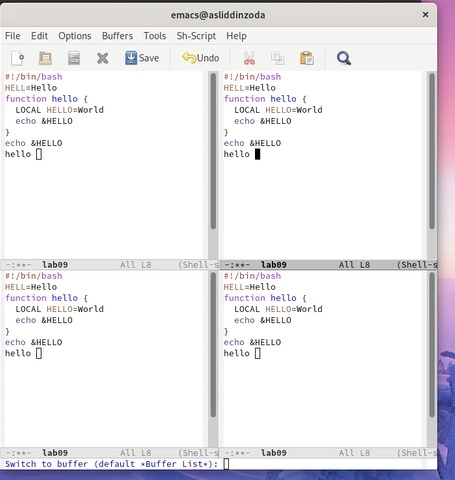 emacs@asliddinzoda ×
File Edit Options Buffers Tools Sh-Script Help
Save Undo
#!/bin/bash
HELL=Hello
function hello {
  LOCAL HELLO=World
  echo &HELLO
}
echo &HELLO
hello
-:**- lab09 All L8 (Shell-s
#!/bin/bash
HELL=Hello
function hello {
  LOCAL HELLO=World
  echo &HELLO
}
echo &HELLO
hello
-:**- lab09 All L8 (Shell-s
#!/bin/bash
HELL=Hello
function hello {
  LOCAL HELLO=World
  echo &HELLO
}
echo &HELLO
hello
-:**- lab09 All L8 (Shell-s
#!/bin/bash
HELL=Hello
function hello {
  LOCAL HELLO=World
  echo &HELLO
}
echo &HELLO
hello
-:**- lab09 All L8 (Shell-s
Switch to buffer (default *Buffer List*):